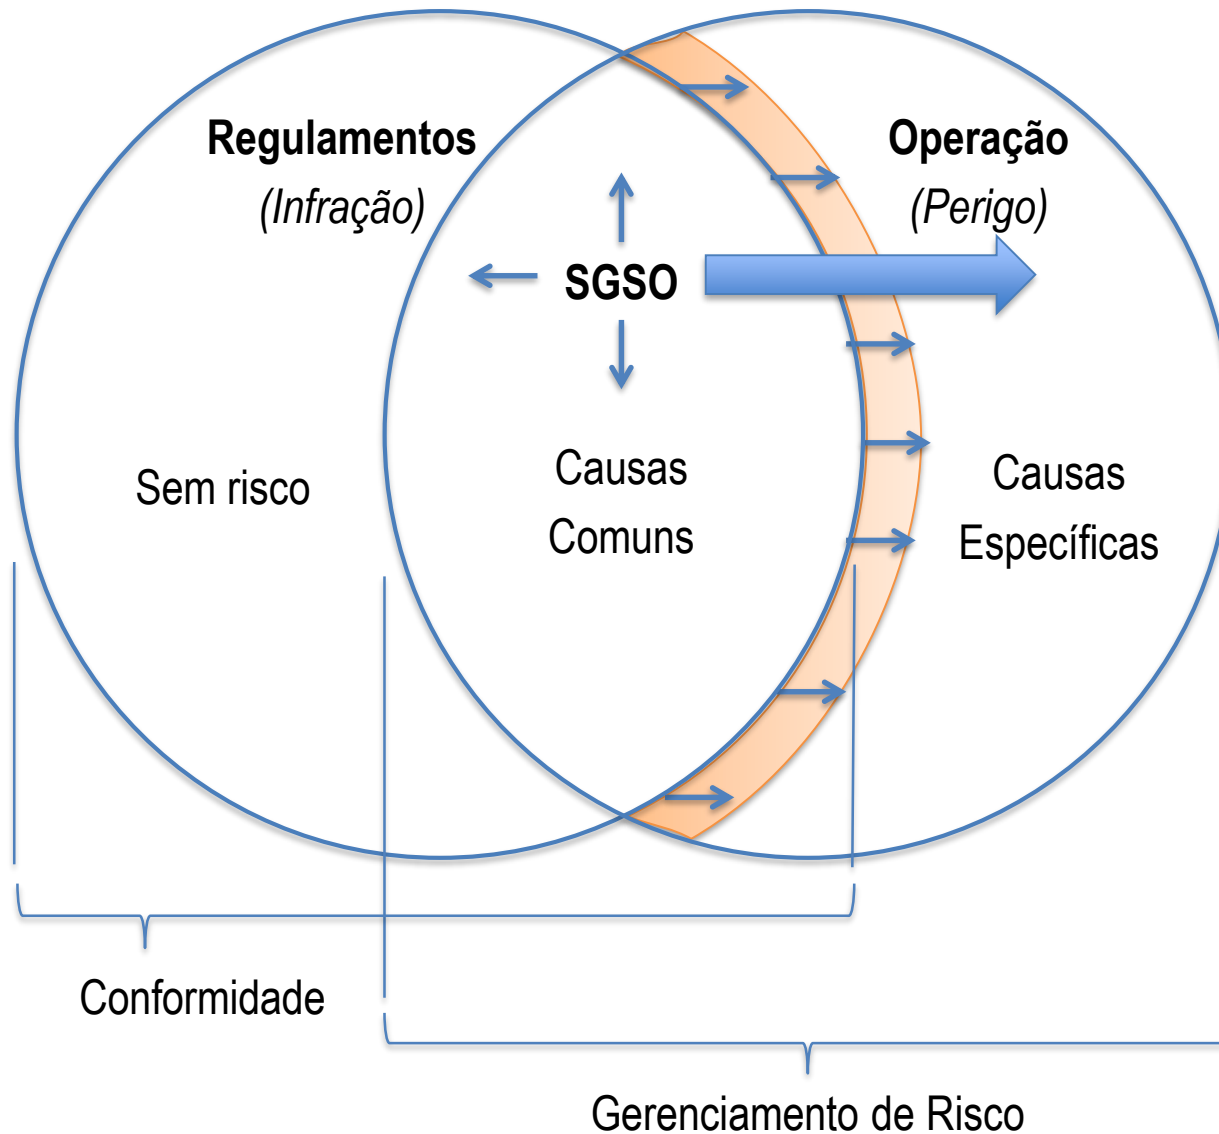 Regulamentos
(Infração)
Operação
(Perigo)
SGSO
Sem risco
Causas
Comuns
Causas
Específicas
Conformidade
Gerenciamento de Risco